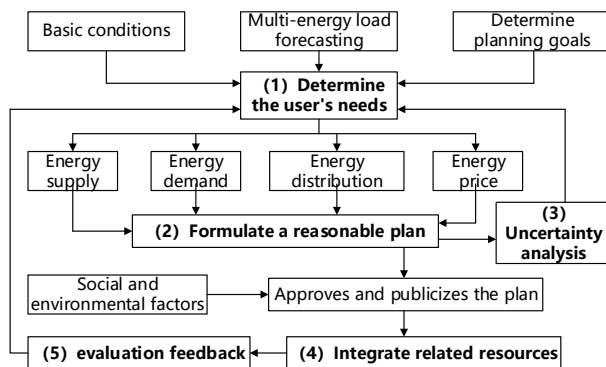 Basic conditions
Multi-energy load
forecasting
Determine
planning goals
(1) Determine
the user's needs
Energy
supply
Energy
demand
Energy
distribution
Energy
price
(2) Formulate a reasonable plan
(3)
Uncertainty
analysis
Social and
environmental factors
Approves and publicizes the plan
(5) evaluation feedback
(4) Integrate related resources